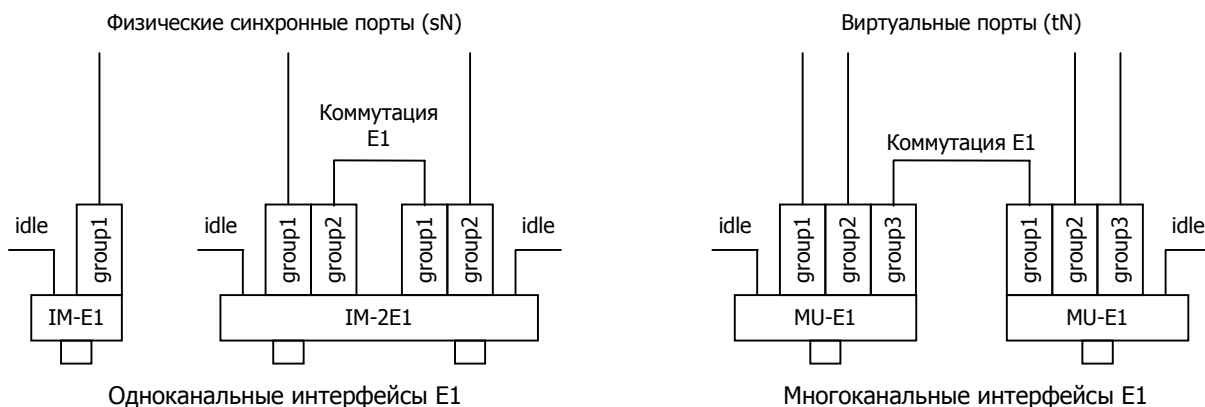 Физические синхронные порты (sN)
Виртуальные порты (tN)
Коммутация
E1
Коммутация E1
idle
group1
idle
group1
group2
group1
group2
idle
idle
group1
group2
group3
group1
group2
group3
idle
IM-E1
IM-2E1
MU-E1
MU-E1
Одноканальные интерфейсы E1
Многоканальные интерфейсы E1